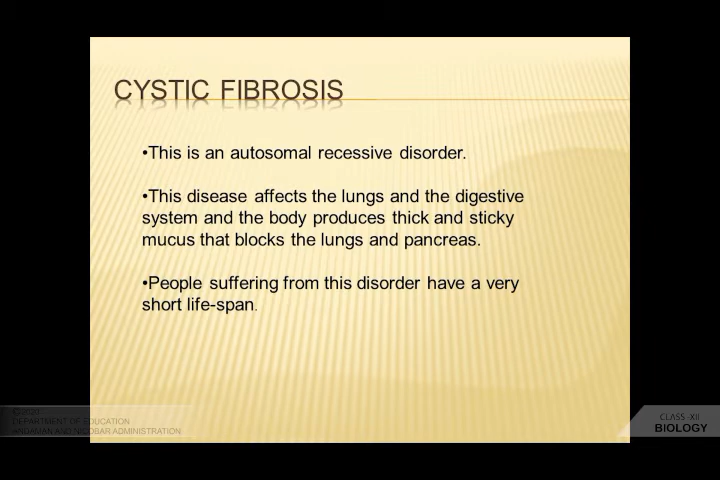 CYSTIC FIBROSIS
•This is an autosomal recessive disorder.
•This disease affects the lungs and the digestive
system and the body produces thick and sticky
mucus that blocks the lungs and pancreas.
•People suffering from this disorder have a very
short life-span.
©2021
DEPARTMENT OF EDUCATION
ANDAMAN AND NICOBAR ADMINISTRATION
CLASS -XII
BIOLOGY